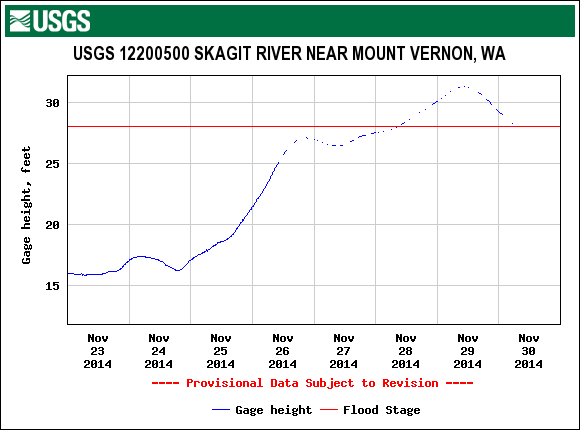 USGS
USGS 12200500 SKAGIT RIVER NEAR MOUNT VERNON, WA
Gage height, feet
30
25
20
15
Nov 23 2014
Nov 24 2014
Nov 25 2014
Nov 26 2014
Nov 27 2014
Nov 28 2014
Nov 29 2014
Nov 30 2014
---- Provisional Data Subject to Revision ----
Gage height
Flood Stage